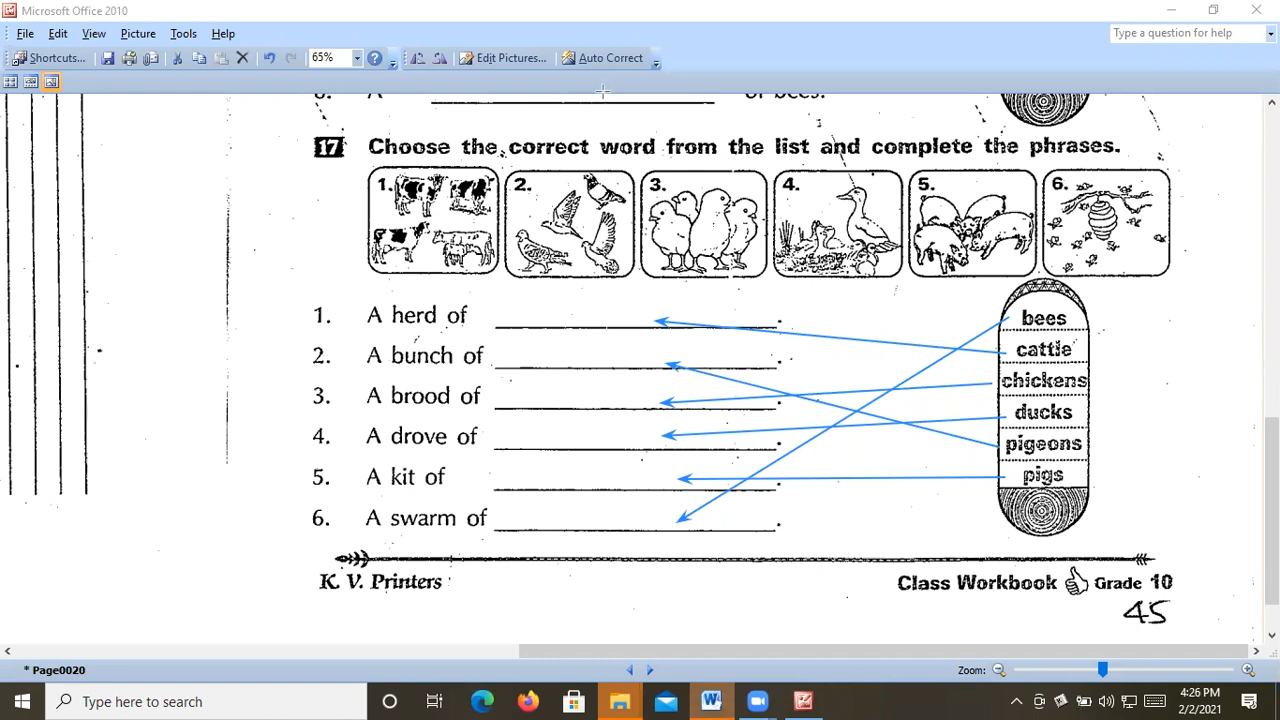 Microsoft Office 2010
File Edit View Picture Tools Help
Type a question for help
Shortcuts... 65% Edit Pictures... Auto Correct
A of bees.
17 Choose the correct word from the list and complete the phrases.
1. 2. 3. 4. 5. 6.
1. A herd of .
2. A bunch of .
3. A brood of .
4. A drove of .
5. A kit of .
6. A swarm of .
bees
cattle
chickens
ducks
pigeons
pigs
K. V. Printers
Class Workbook Grade 10
45
* Page0020
Zoom:
Type here to search
4:26 PM
2/2/2021